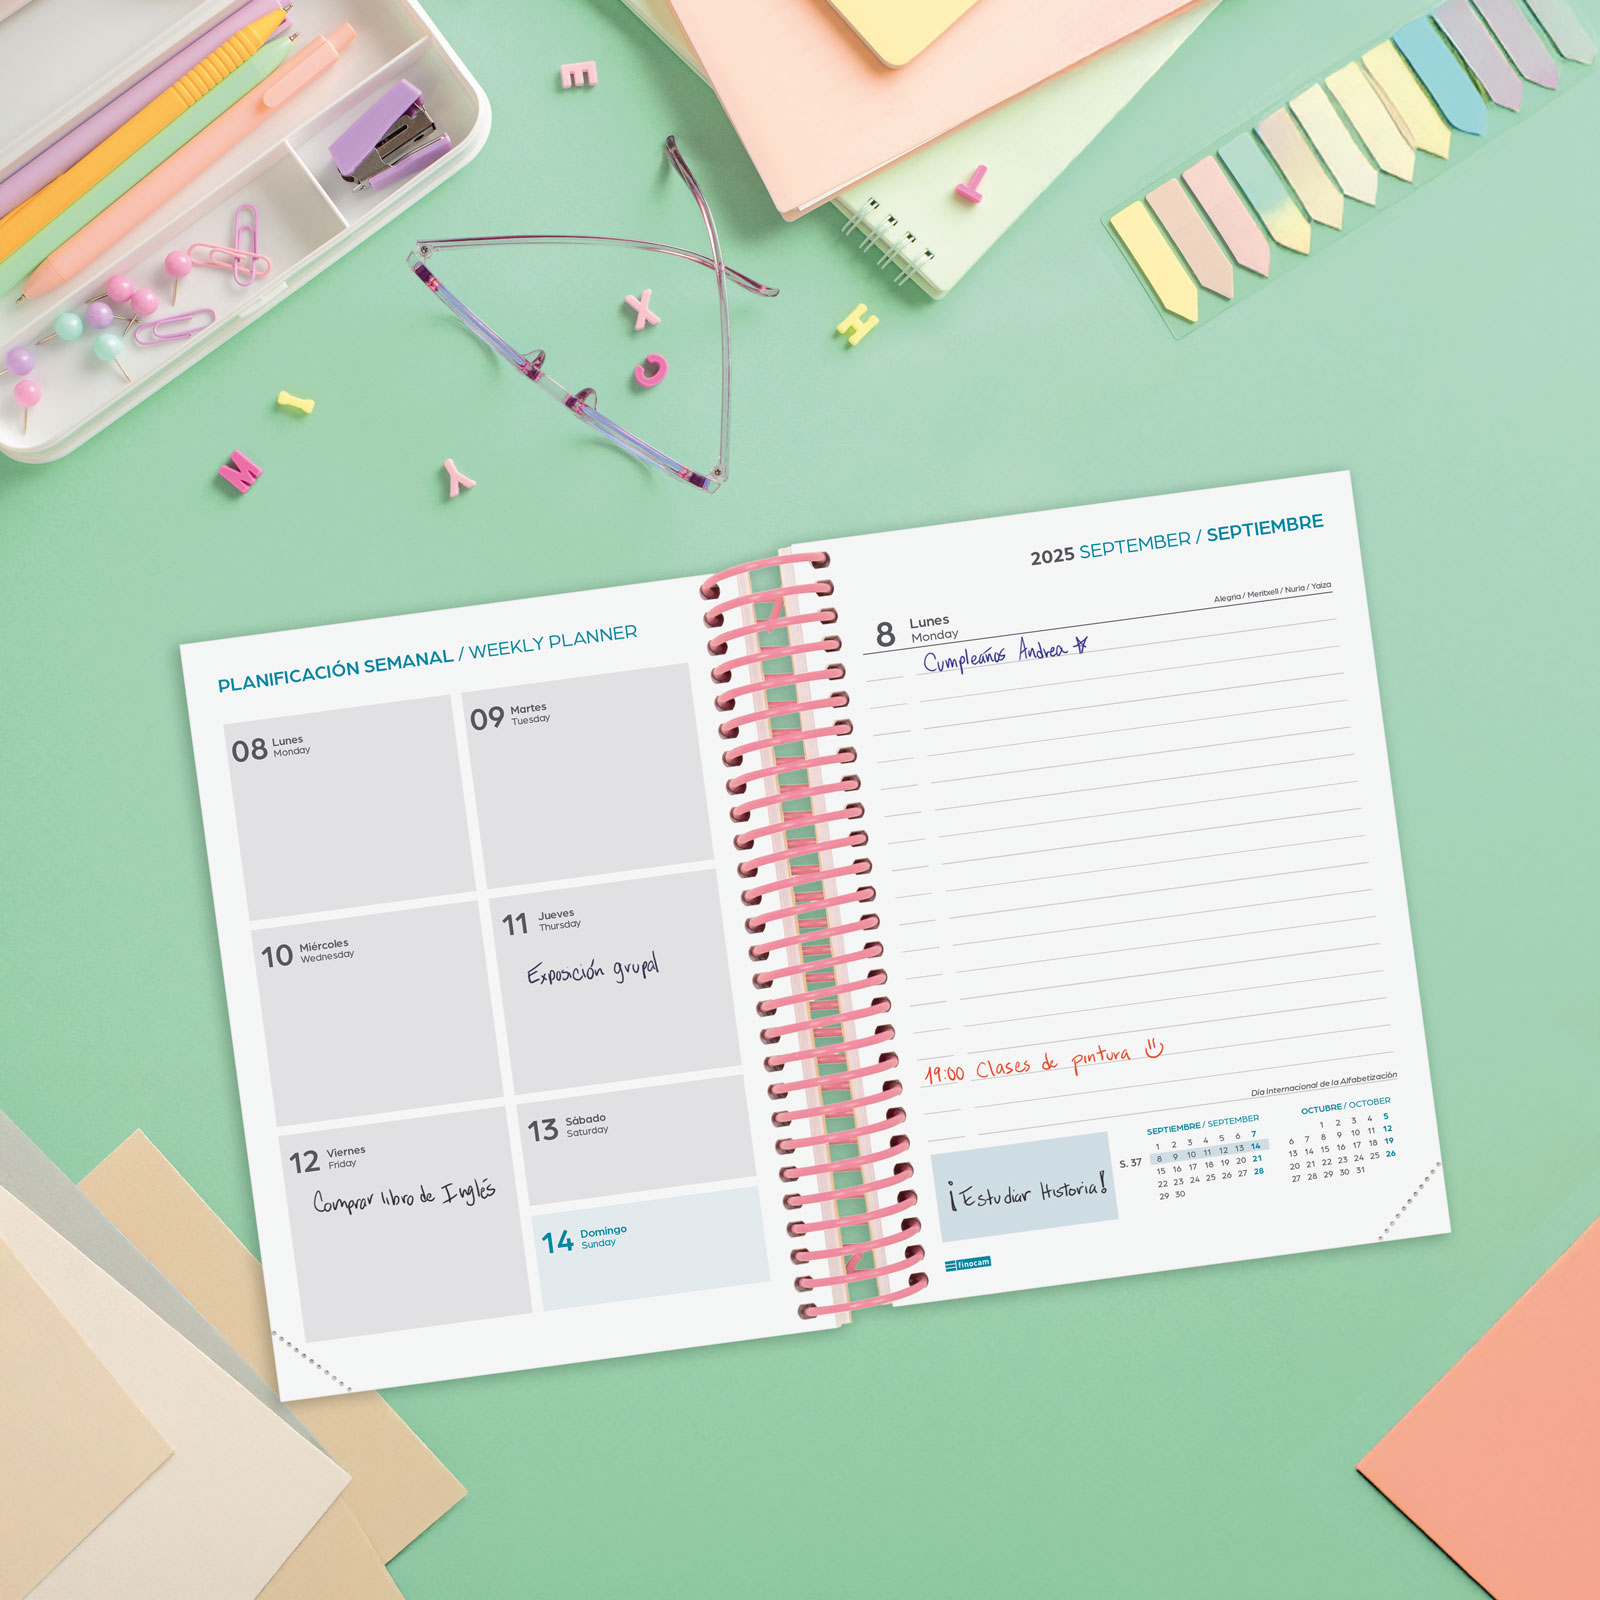 E
T
X
H
C
I
M
Y
PLANIFICACIÓN SEMANAL / WEEKLY PLANNER
08 Lunes
Monday
09 Martes
Tuesday
10 Miércoles
Wednesday
11 Jueves
Thursday
Exposición grupal
12 Viernes
Friday
Comprar libro de Inglés
13 Sábado
Saturday
14 Domingo
Sunday
2025 SEPTEMBER / SEPTIEMBRE
Alegría / Meritxell / Nuria / Yaiza
8 Lunes
Monday
Cumpleaños Andrea
19:00 Clases de pintura
Día Internacional de la Alfabetización
¡Estudiar Historia!
S. 37
SEPTIEMBRE / SEPTEMBER
1 2 3 4 5 6 7
8 9 10 11 12 13 14
15 16 17 18 19 20 21
22 23 24 25 26 27 28
29 30
OCTUBRE / OCTOBER
1 2 3 4 5
6 7 8 9 10 11 12
13 14 15 16 17 18 19
20 21 22 23 24 25 26
27 28 29 30 31
finocam